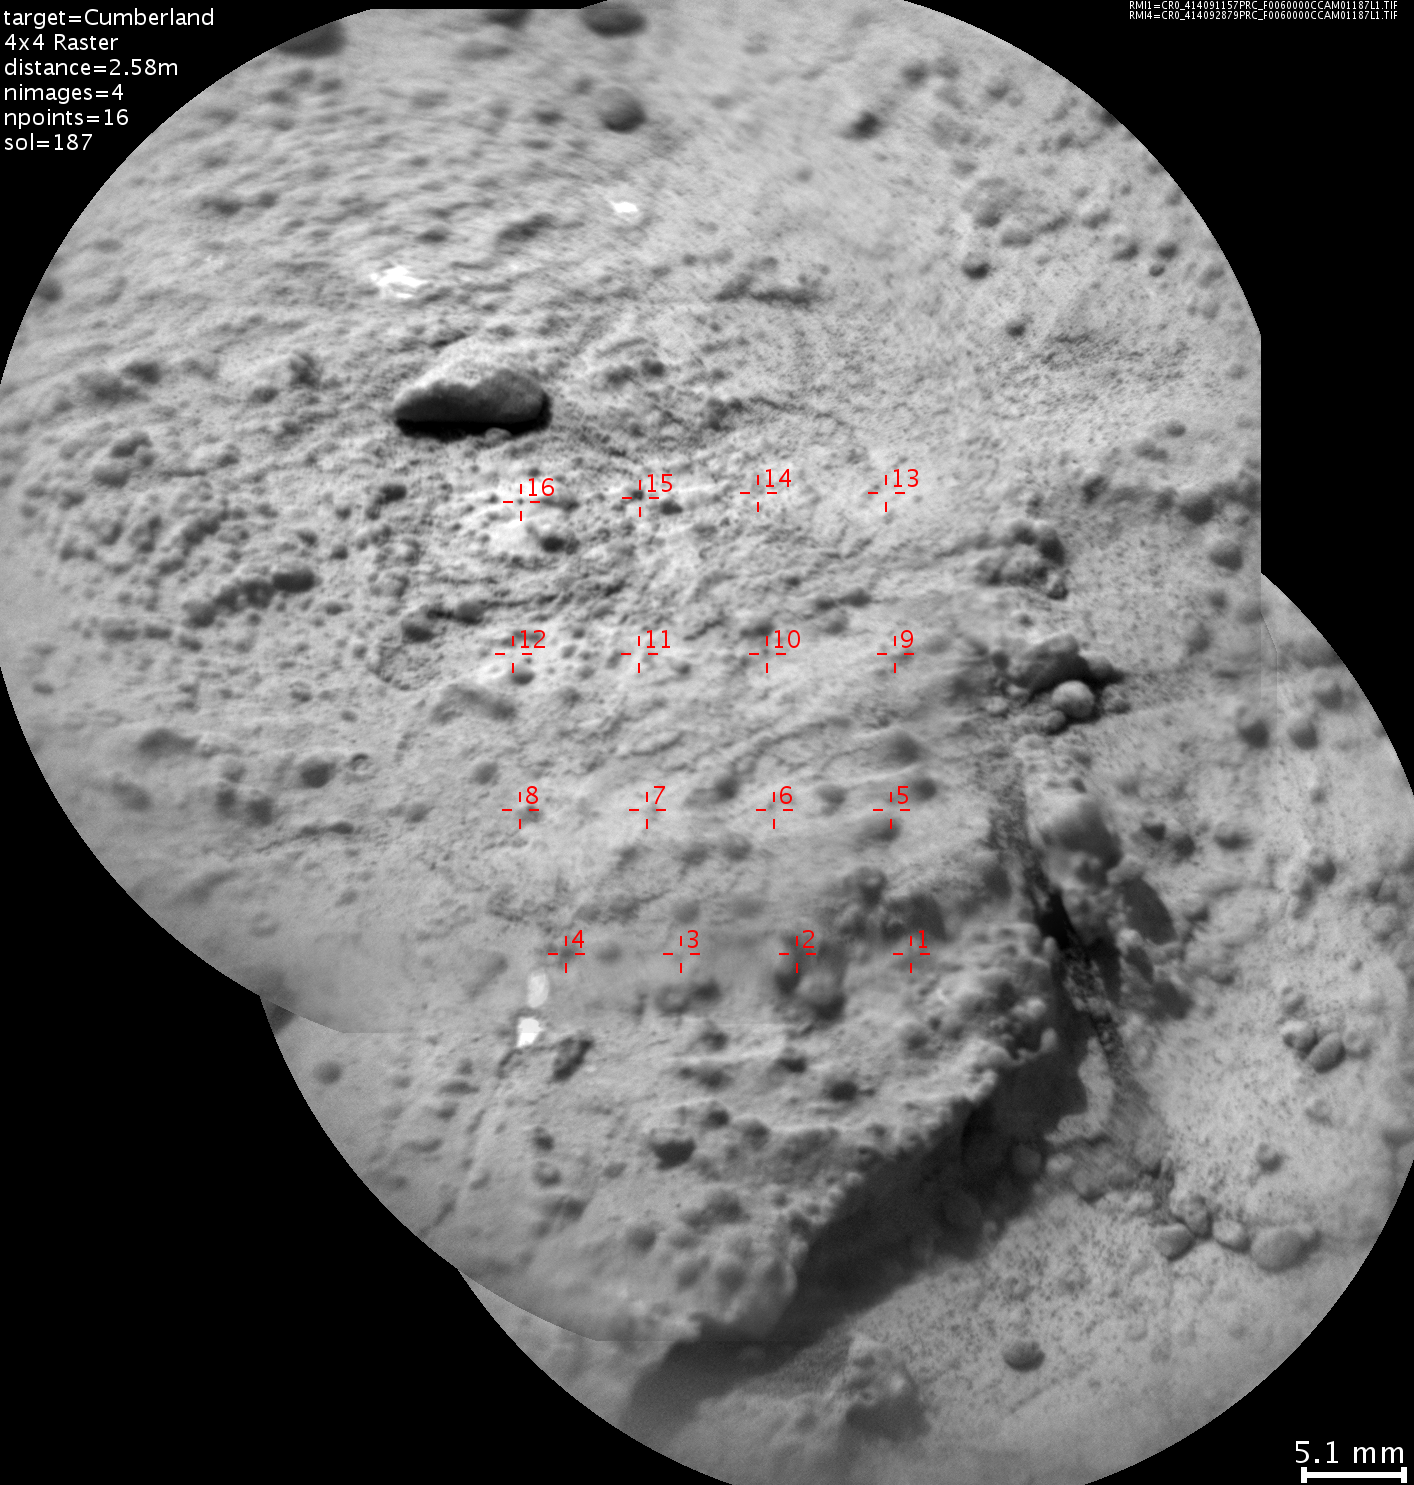 target=Cumberland
4x4 Raster
distance=2.58m
nimages=4
npoints=16
sol=187
RMI1=CR0_414091157PRC_F0060000CCAM01187L1.TIF
RMI4=CR0_414092879PRC_F0060000CCAM01187L1.TIF
16 15 14 13
12 11 10 9
8 7 6 5
4 3 2 1
5.1 mm